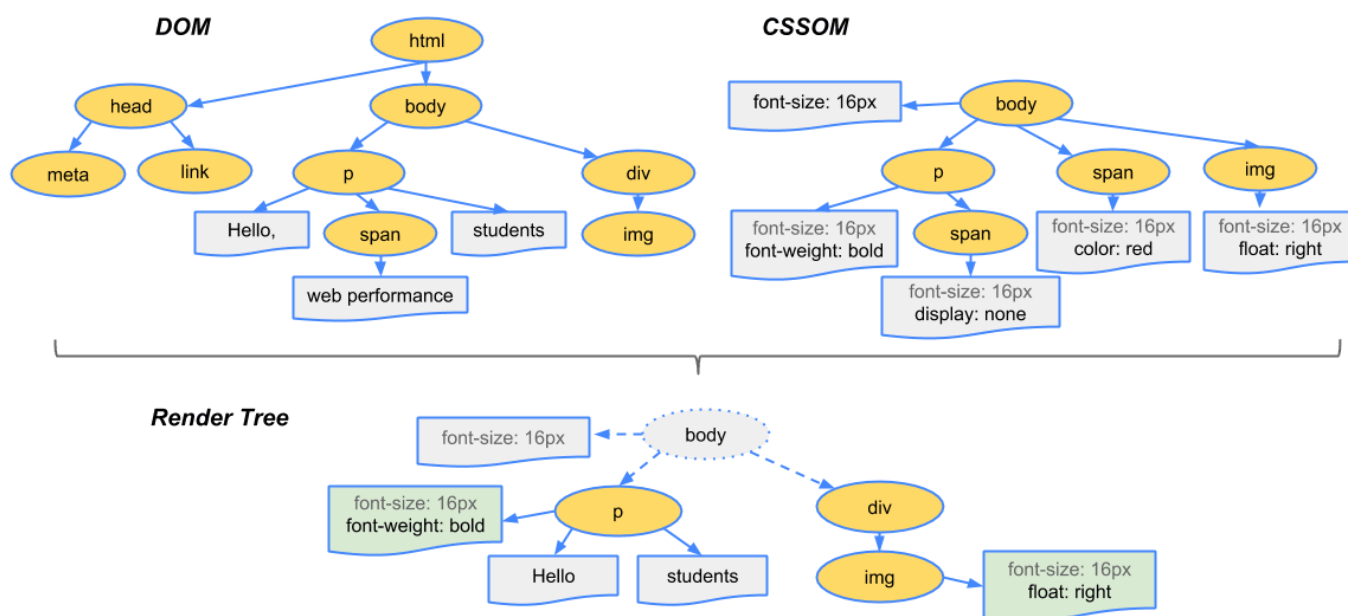 DOM
html
head
body
meta
link
p
div
Hello,
span
students
img
web performance
CSSOM
font-size: 16px
body
p
span
img
font-size: 16px
font-weight: bold
span
font-size: 16px
color: red
font-size: 16px
float: right
font-size: 16px
display: none
Render Tree
font-size: 16px
body
font-size: 16px
font-weight: bold
p
div
Hello
students
img
font-size: 16px
float: right